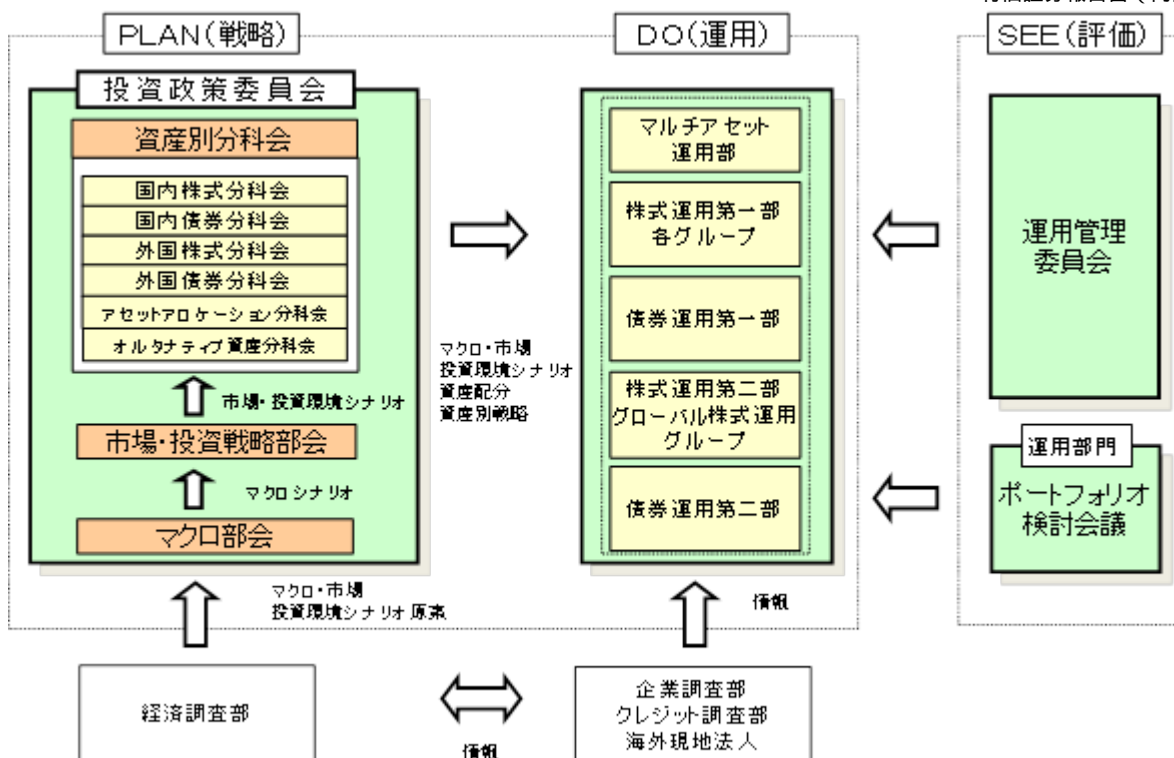 PLAN(戦略)
投資政策委員会
資産別分科会
国内株式分科会
国内債券分科会
外国株式分科会
外国債券分科会
アセットアロケーション分科会
オルタナティブ資産分科会
市場・投資環境シナリオ
市場・投資戦略部会
マクロシナリオ
マクロ部会
マクロ・市場
投資環境シナリオ原案
経済調査部
マクロ・市場
投資環境シナリオ
資産配分
資産別戦略
DO(運用)
マルチアセット
運用部
株式運用第一部
各グループ
債券運用第一部
株式運用第二部
グローバル株式運用
グループ
債券運用第二部
情報
情報
企業調査部
クレジット調査部
海外現地法人
SEE(評価)
運用管理
委員会
運用部門
ポートフォリオ
検討会議